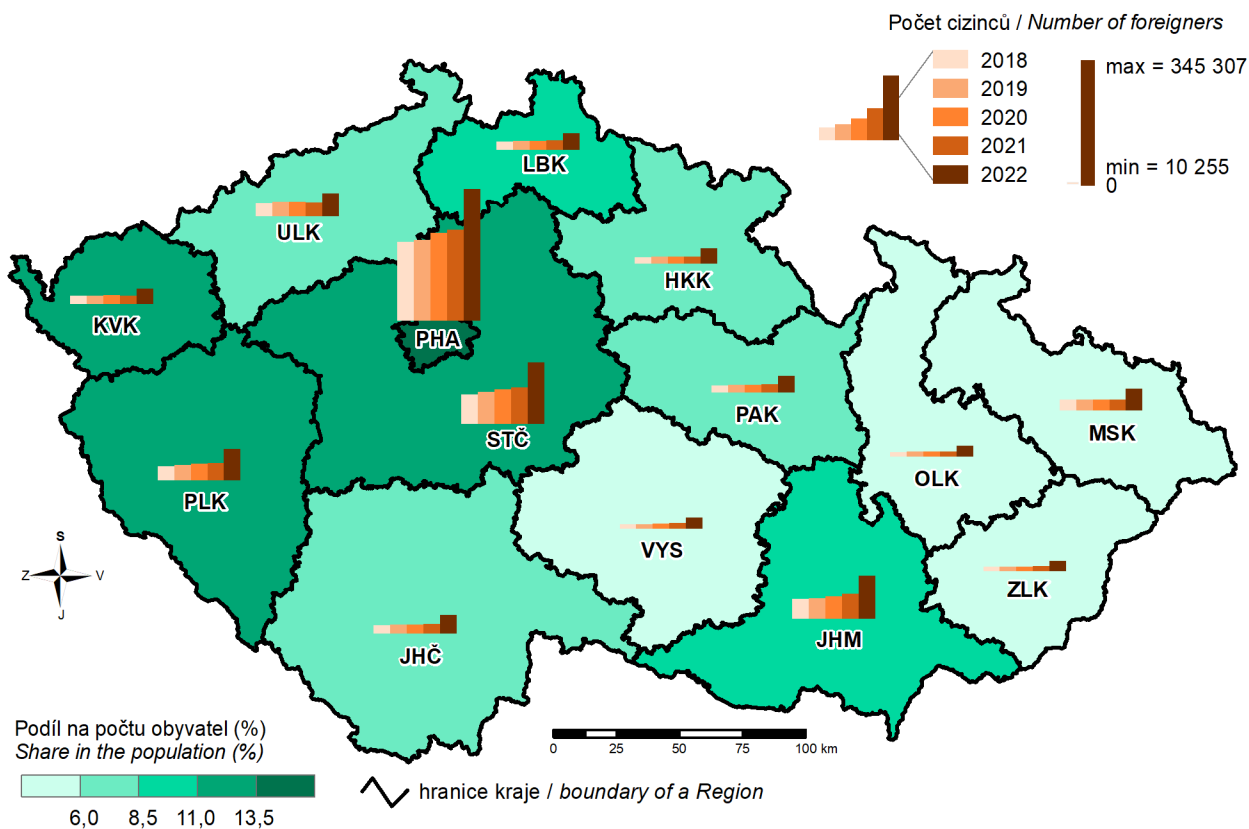 Počet cizinců / Number of foreigners
2018
2019
2020
2021
2022
max = 345 307
min = 10 255
0
LBK
ULK
HKK
KVK
PHA
PAK
MSK
STČ
OLK
PLK
VYS
ZLK
JHM
JHČ
S
Z V
J
Podíl na počtu obyvatel (%)
Share in the population (%)
6,0 8,5 11,0 13,5
0 25 50 75 100 km
hranice kraje / boundary of a Region